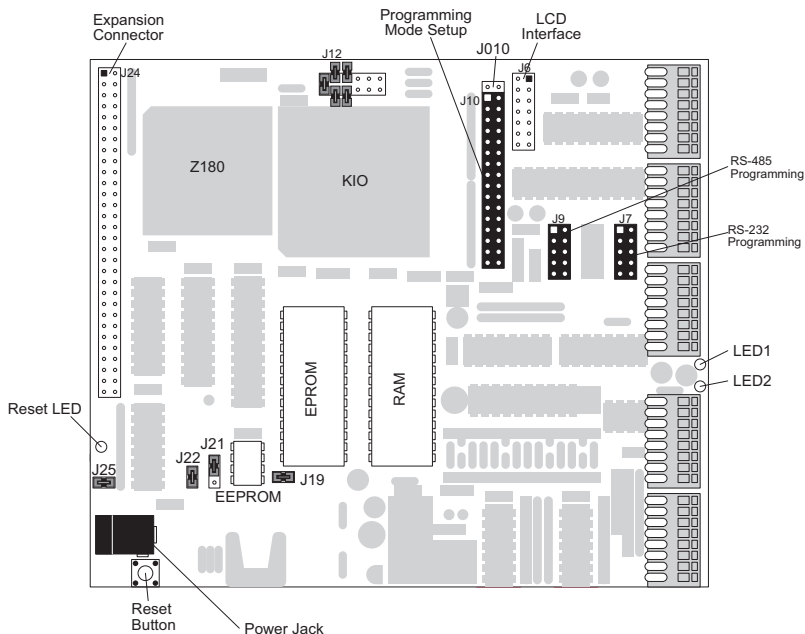 Expansion
Connector
Programming
Mode Setup
LCD
Interface
J12
J010
J24
J6
J10
Z180
KIO
RS-485
Programming
J9
J7
RS-232
Programming
EPROM
RAM
LED1
LED2
Reset LED
J21
J22
J25
J19
EEPROM
Reset
Button
Power Jack